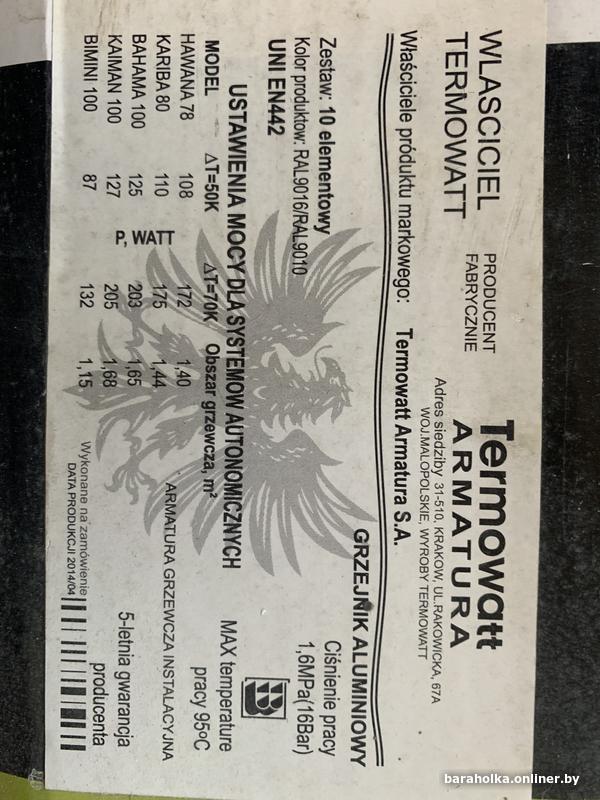 WLASCICIEL
TERMOWATT
PRODUCENT
FABRYCZNIE
Termowatt
ARMATURA
Adres siedziby 31-510, KRAKOW, UL.RAKOWICKA, 67A
WOJ.MALOPOLSKIE, WYROBY TERMOWATT
Właściciele produktu markowego: Termowatt Armatura S.A.
GRZEJNIK ALUMINIOWY
Zestaw: 10 elementowy
Kolor produktow: RAL9016/RAL9010
UNI EN442
Ciśnienie pracy
1,6MPa(16Bar)
USTAWIENIA MOCY DLA SYSTEMOW AUTONOMICZNYCH
MODEL ΔT=50K ΔT=70K Obszar grzewcza, m²
HAWANA 78 108 172 1,40
KARIBA 80 110 175 1,44
BAHAMA 100 125 203 1,65
KAIMAN 100 127 205 1,68
BIMINI 100 87 132 1,15
P, WATT
MAX temperature
pracy 95ºC
ARMATURA GRZEWCZA INSTALACYJNA
5-letnia gwarancja
producenta
Wykonane na zamówienie
DATA PRODUKCJI 2014/04
baraholka.onliner.by